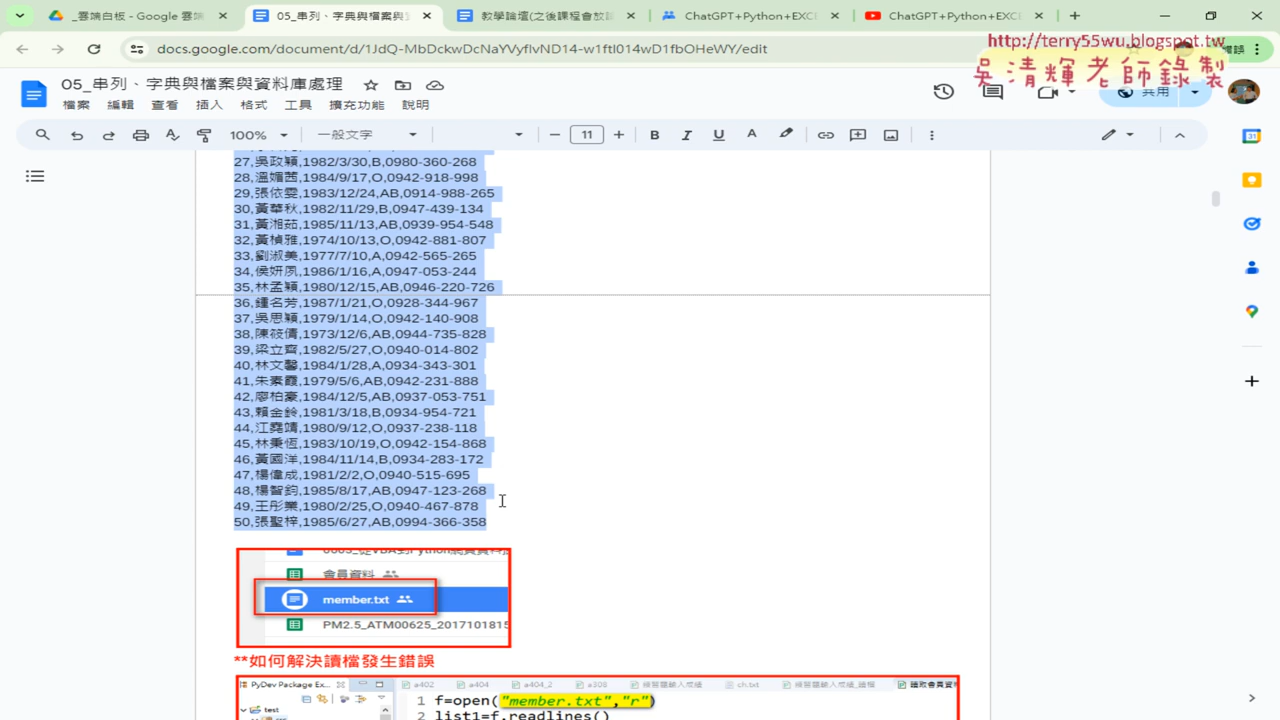 _雲端白板 - Google 雲端
05_串列、字典與檔案與資
教學論壇(之後課程會放
ChatGPT+Python+EXC
ChatGPT+Python+EXC
docs.google.com/document/d/1JdQ-MbDckwDcNaYVyflvND14-w1ftI014wD1fbOHeWY/edit
http://terry55wu.blogspot.tw
吳清輝老師錄製
05_串列、字典與檔案與資料庫處理
共用
檔案 編輯 查看 插入 格式 工具 擴充功能 說明
100% 一般文字 11 B I U A
27,吳政穎,1982/3/30,B,0980-360-268
28,溫媚茜,1984/9/17,O,0942-918-998
29,張依雯,1983/12/24,AB,0914-988-265
30,黃華秋,1982/11/29,B,0947-439-134
31,黃湘茹,1985/11/13,AB,0939-954-548
32,黃楨雅,1974/10/13,O,0942-881-807
33,劉淑美,1977/7/10,A,0942-565-265
34,侯妍夙,1986/1/16,A,0947-053-244
35,林孟穎,1980/12/15,AB,0946-220-726
36,鍾名芳,1987/1/21,O,0928-344-967
37,吳思穎,1979/1/14,O,0942-140-908
38,陳筱倩,1973/12/6,AB,0944-735-828
39,梁立齊,1982/5/27,O,0940-014-802
40,林文馨,1984/1/28,A,0934-343-301
41,朱素霞,1979/5/6,AB,0942-231-888
42,廖柏豪,1984/12/5,AB,0937-053-751
43,賴金鈴,1981/3/18,B,0934-954-721
44,江堯靖,1980/9/12,O,0937-238-118
45,林秉恆,1983/10/19,O,0942-154-868
46,黃國洋,1984/11/14,B,0934-283-172
47,楊偉成,1981/2/2,O,0940-515-695
48,楊智鈞,1985/8/17,AB,0947-123-268
49,王彤樂,1980/2/25,O,0940-467-878
50,張聖梓,1985/6/27,AB,0994-366-358
會員資料
member.txt
PM2.5_ATM00625_2017101815
**如何解決讀檔發生錯誤
PyDev Package Ex... a402 a404 a404_2 a308 ch.txt
test
1 f=open("member.txt","r")
2 list1=f.readlines()